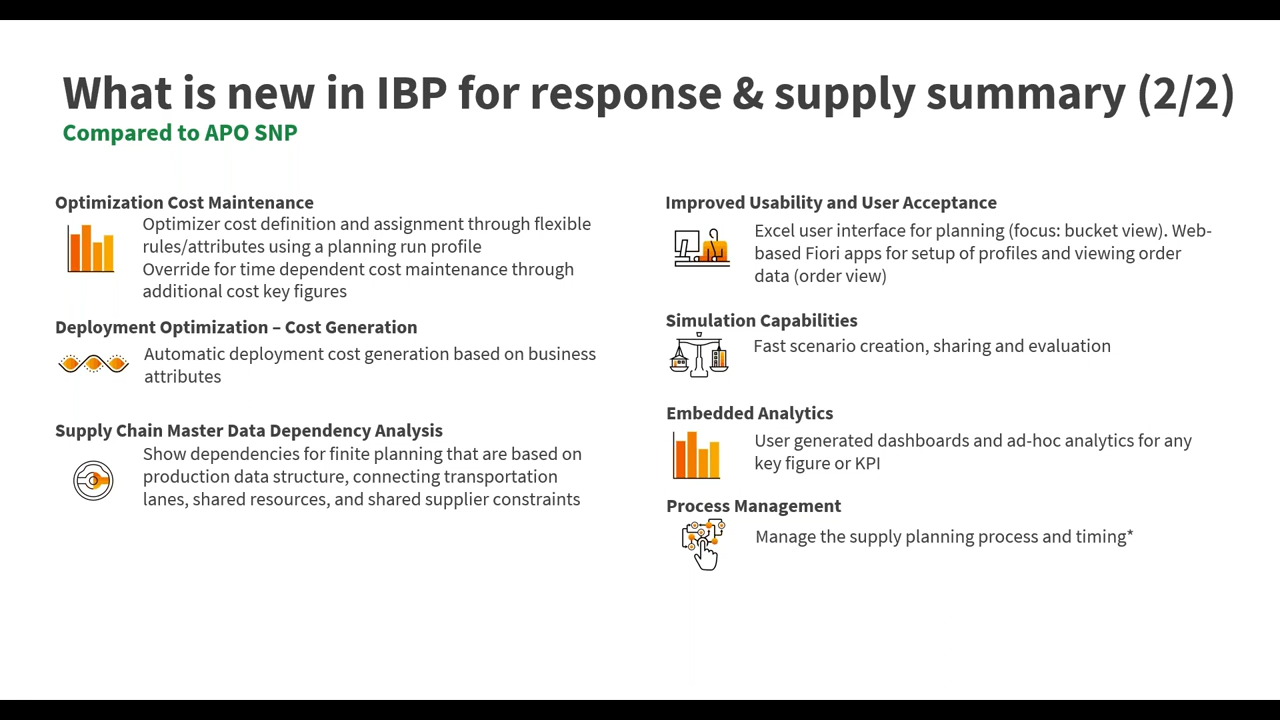 What is new in IBP for response & supply summary (2/2)
Compared to APO SNP
Optimization Cost Maintenance
Optimizer cost definition and assignment through flexible
rules/attributes using a planning run profile
Override for time dependent cost maintenance through
additional cost key figures
Deployment Optimization – Cost Generation
Automatic deployment cost generation based on business
attributes
Supply Chain Master Data Dependency Analysis
Show dependencies for finite planning that are based on
production data structure, connecting transportation
lanes, shared resources, and shared supplier constraints
Improved Usability and User Acceptance
Excel user interface for planning (focus: bucket view). Web-
based Fiori apps for setup of profiles and viewing order
data (order view)
Simulation Capabilities
Fast scenario creation, sharing and evaluation
Embedded Analytics
User generated dashboards and ad-hoc analytics for any
key figure or KPI
Process Management
Manage the supply planning process and timing*